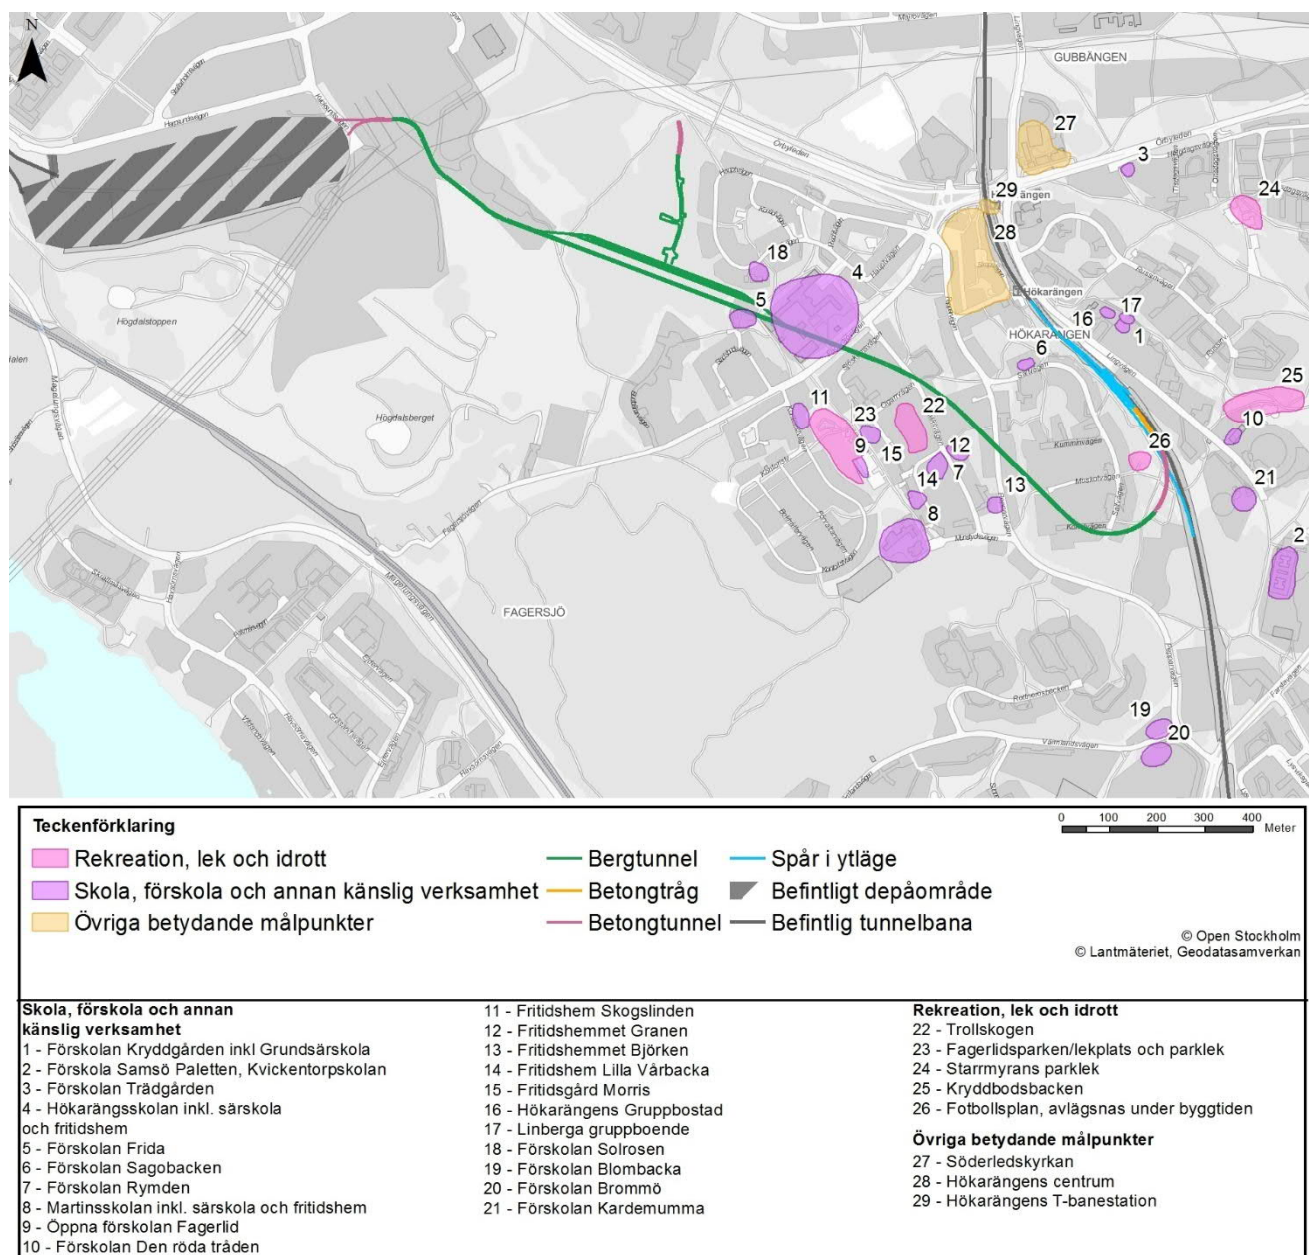 N
GUBBÄNGEN
27
Örbyleden
3
29
24
28
18
4
Hökarängen
5
17
16
HÖKARÄNGEN
1
6
Högdalstoppen
Lingvägen
25
11
22
10
23
Högdalsberget
Kumminvägen
26
9
15
12
7
21
14
13
8
2
Fagersjövägen
Magelungsvägen
FAGERSJÖ
19
20
Teckenförklaring
0 100 200 300 400
Meter
Rekreation, lek och idrott
Bergtunnel
Spår i ytläge
Skola, förskola och annan känslig verksamhet
Betongtråg
Befintligt depåområde
Övriga betydande målpunkter
Betongtunnel
Befintlig tunnelbana
© Open Stockholm
© Lantmäteriet, Geodatasamverkan
Skola, förskola och annan
känslig verksamhet
1 - Förskolan Kryddgården inkl Grundsärskola
2 - Förskola Samsö Paletten, Kvickentorpskolan
3 - Förskolan Trädgården
4 - Hökarängsskolan inkl. särskola
och fritidshem
5 - Förskolan Frida
6 - Förskolan Sagobacken
7 - Förskolan Rymden
8 - Martinsskolan inkl. särskola och fritidshem
9 - Öppna förskolan Fagerlid
10 - Förskolan Den röda tråden
11 - Fritidshem Skogslinden
12 - Fritidshemmet Granen
13 - Fritidshemmet Björken
14 - Fritidshem Lilla Vårbacka
15 - Fritidsgård Morris
16 - Hökarängens Gruppbostad
17 - Linberga gruppboende
18 - Förskolan Solrosen
19 - Förskolan Blombacka
20 - Förskolan Brommö
21 - Förskolan Kardemumma
Rekreation, lek och idrott
22 - Trollskogen
23 - Fagerlidsparken/lekplats och parklek
24 - Starrmyrans parklek
25 - Kryddbodsbacken
26 - Fotbollsplan, avlägsnas under byggtiden
Övriga betydande målpunkter
27 - Söderledskyrkan
28 - Hökarängens centrum
29 - Hökarängens T-banestation